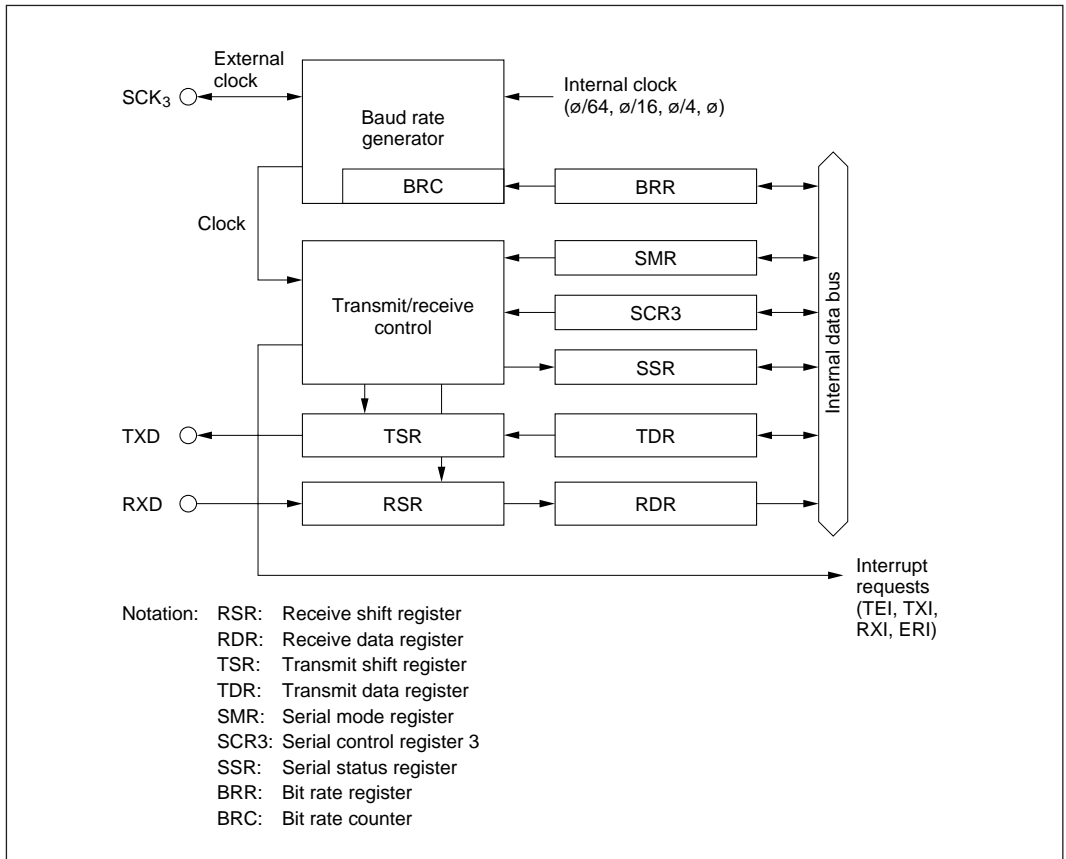 External
clock
SCK3
Internal clock
(ø/64, ø/16, ø/4, ø)
Baud rate
generator
BRC
BRR
Clock
SMR
Transmit/receive
control
SCR3
SSR
Internal data bus
TXD
TSR
TDR
RXD
RSR
RDR
Interrupt
requests
(TEI, TXI,
RXI, ERI)
Notation: RSR: Receive shift register
RDR: Receive data register
TSR: Transmit shift register
TDR: Transmit data register
SMR: Serial mode register
SCR3: Serial control register 3
SSR: Serial status register
BRR: Bit rate register
BRC: Bit rate counter